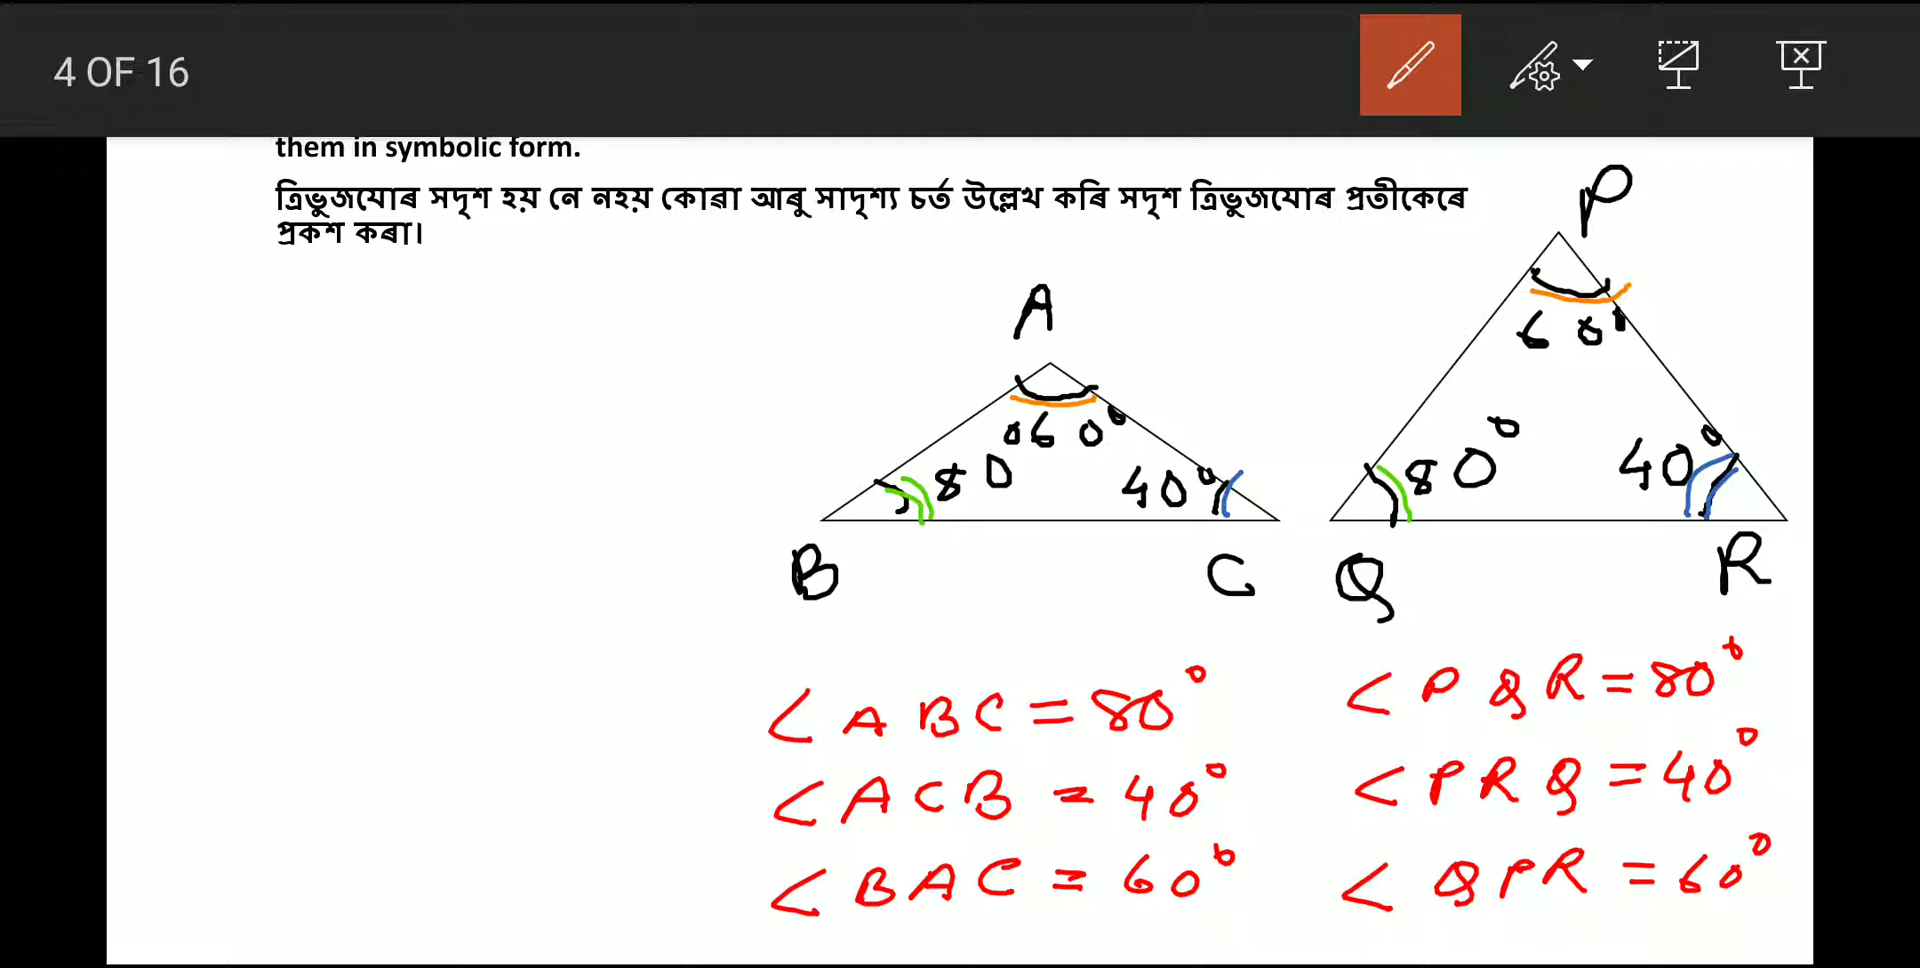 4 OF 16
them in symbolic form.
ত্ৰিভুজযোৰ সদৃশ হয় নে নহয় কোৱা আৰু সাদৃশ্য চৰ্ত উল্লেখ কৰি সদৃশ ত্ৰিভুজযোৰ প্ৰতীকেৰে
প্ৰকশ কৰা।
P
A
60°
60°
80° 40°
80° 40°
B C Q R
∠ABC = 80°
∠PQR = 80°
∠ACB = 40°
∠PRQ = 40°
∠BAC = 60°
∠QPR = 60°